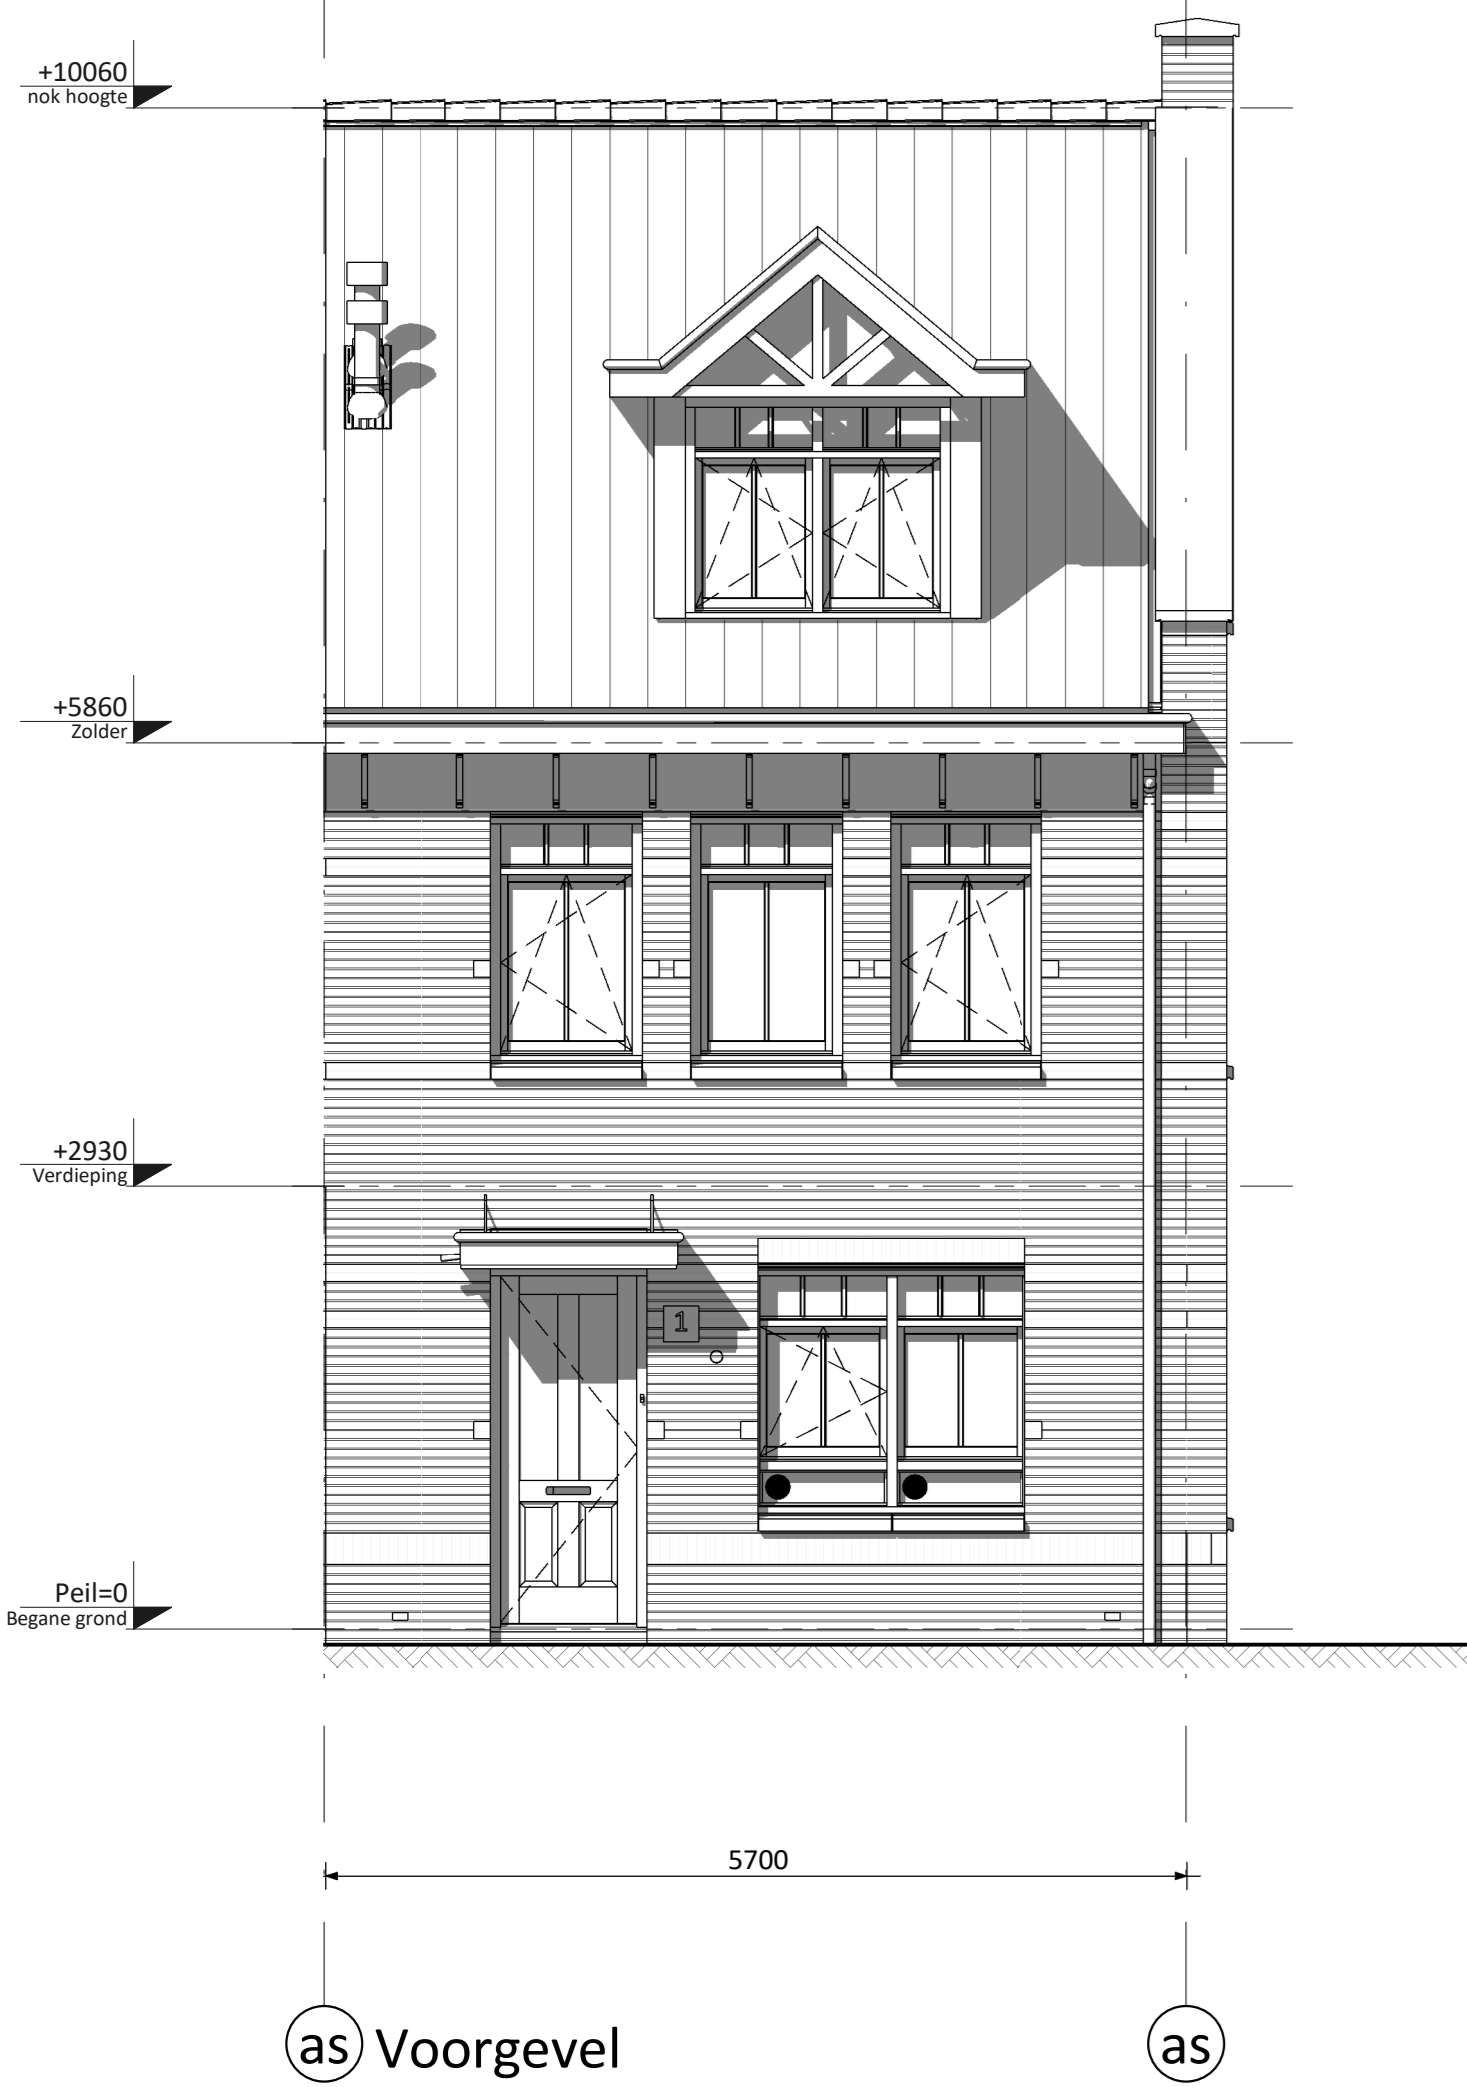 +10060
nok hoogte
+5860
Zolder
+2930
Verdieping
1
Peil=0
Begane grond
5700
as Voorgevel as